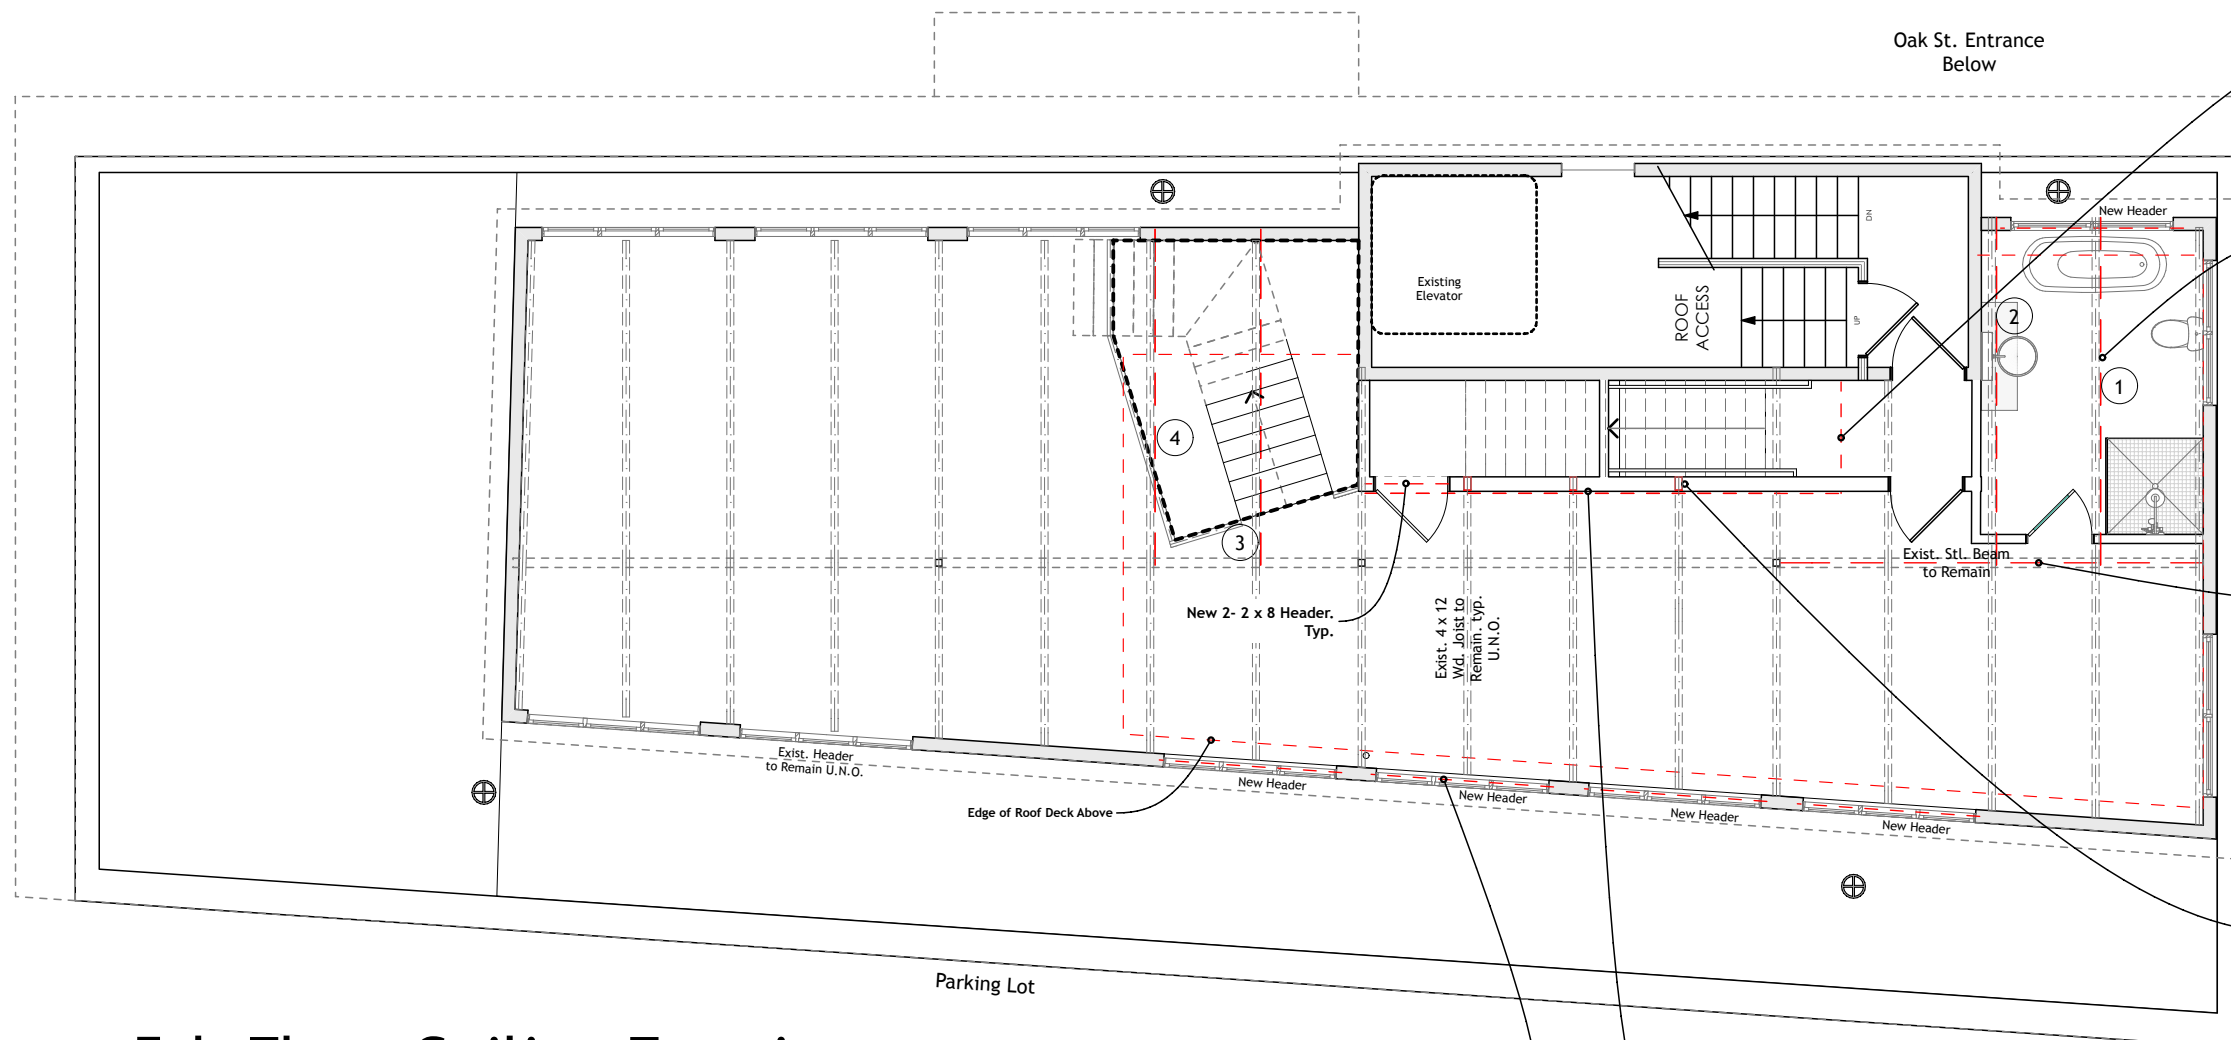 Oak St. Entrance
Below
New Header
DN
Existing
Elevator
ROOF
ACCESS
UP
2
1
4
3
Exist. Stl. Beam
to Remain
New 2- 2 x 8 Header.
Typ.
Exist. 4 x 12
Wd. Joist to
Remain. typ.
U.N.O.
Exist. Header
to Remain U.N.O.
Edge of Roof Deck Above
New Header
New Header
New Header
New Header
Parking Lot